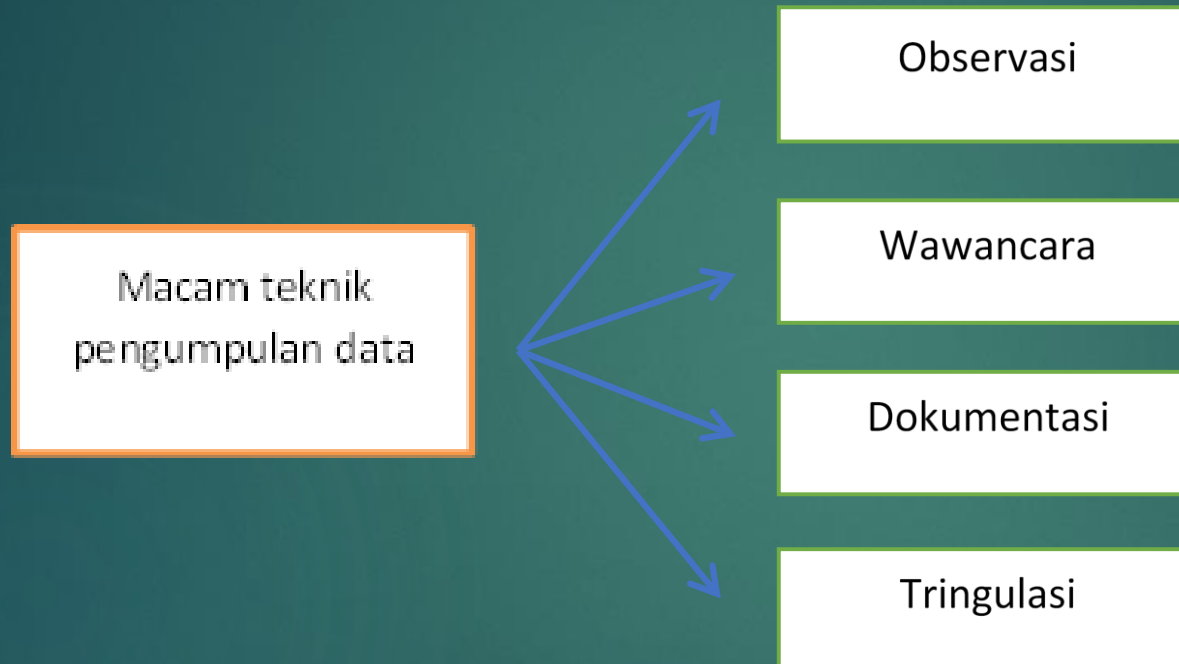 Macam teknik
pengumpulan data
Observasi
Wawancara
Dokumentasi
Tringulasi